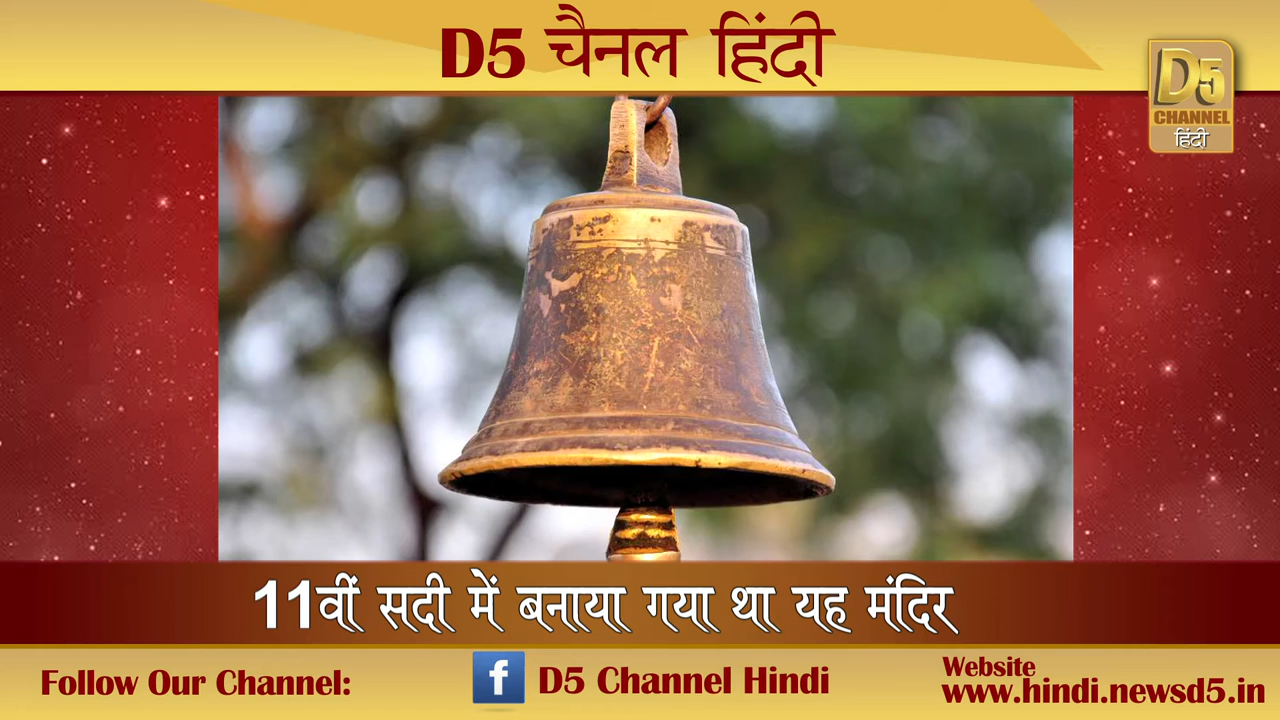 D5 चैनल हिंदी
D5
CHANNEL
हिंदी
11वीं सदी में बनाया गया था यह मंदिर
Follow Our Channel:
f D5 Channel Hindi
Website
www.hindi.newsd5.in